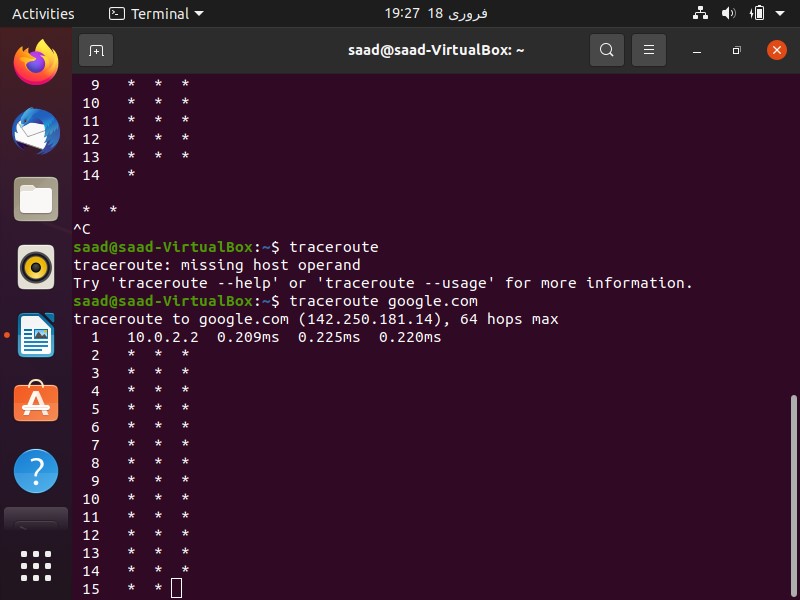 Activities Terminal 19:27 18 فروری
saad@saad-VirtualBox: ~
9 * * *
10 * * *
11 * * *
12 * * *
13 * * *
14 *
* *
^C
saad@saad-VirtualBox:~$ traceroute
traceroute: missing host operand
Try 'traceroute --help' or 'traceroute --usage' for more information.
saad@saad-VirtualBox:~$ traceroute google.com
traceroute to google.com (142.250.181.14), 64 hops max
1 10.0.2.2 0.209ms 0.225ms 0.220ms
2 * * *
3 * * *
4 * * *
5 * * *
6 * * *
7 * * *
8 * * *
9 * * *
10 * * *
11 * * *
12 * * *
13 * * *
14 * * *
15 * *